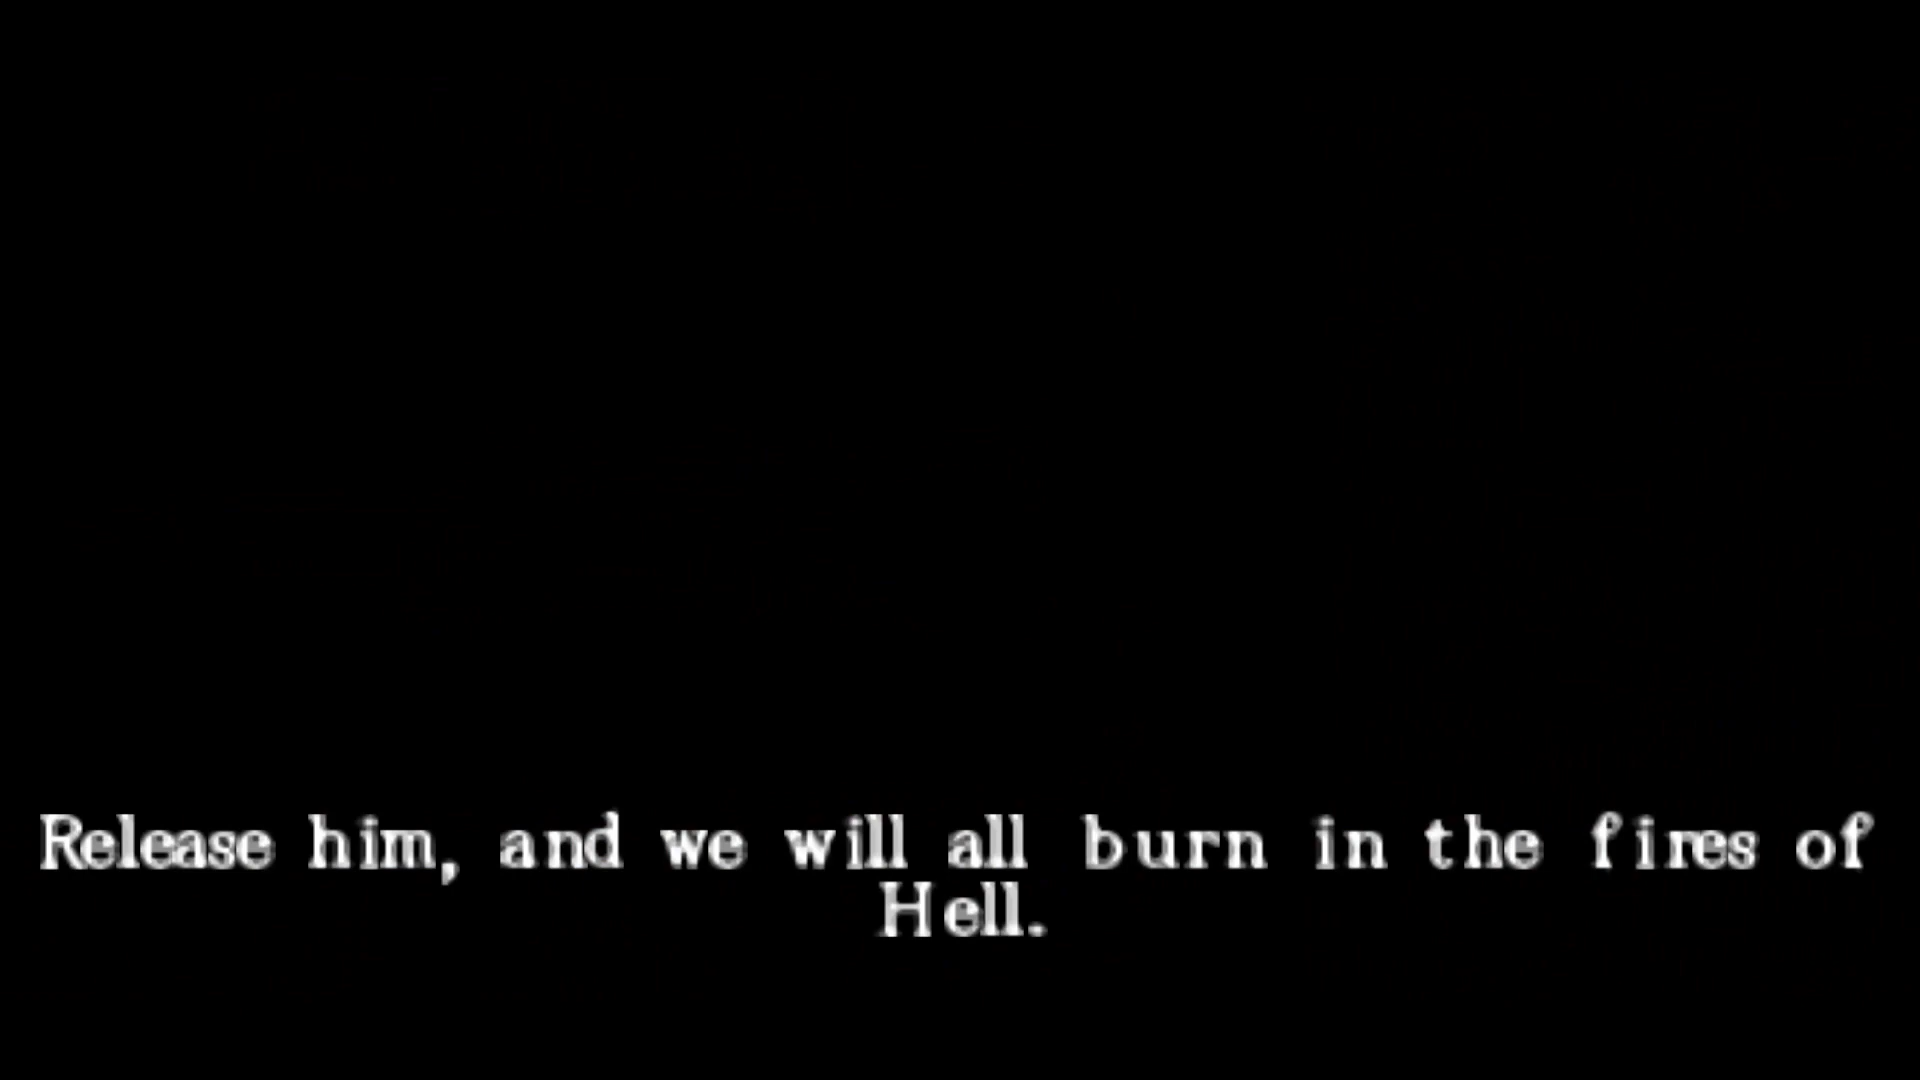 Release him, and we will all burn in the fires of
Hell.